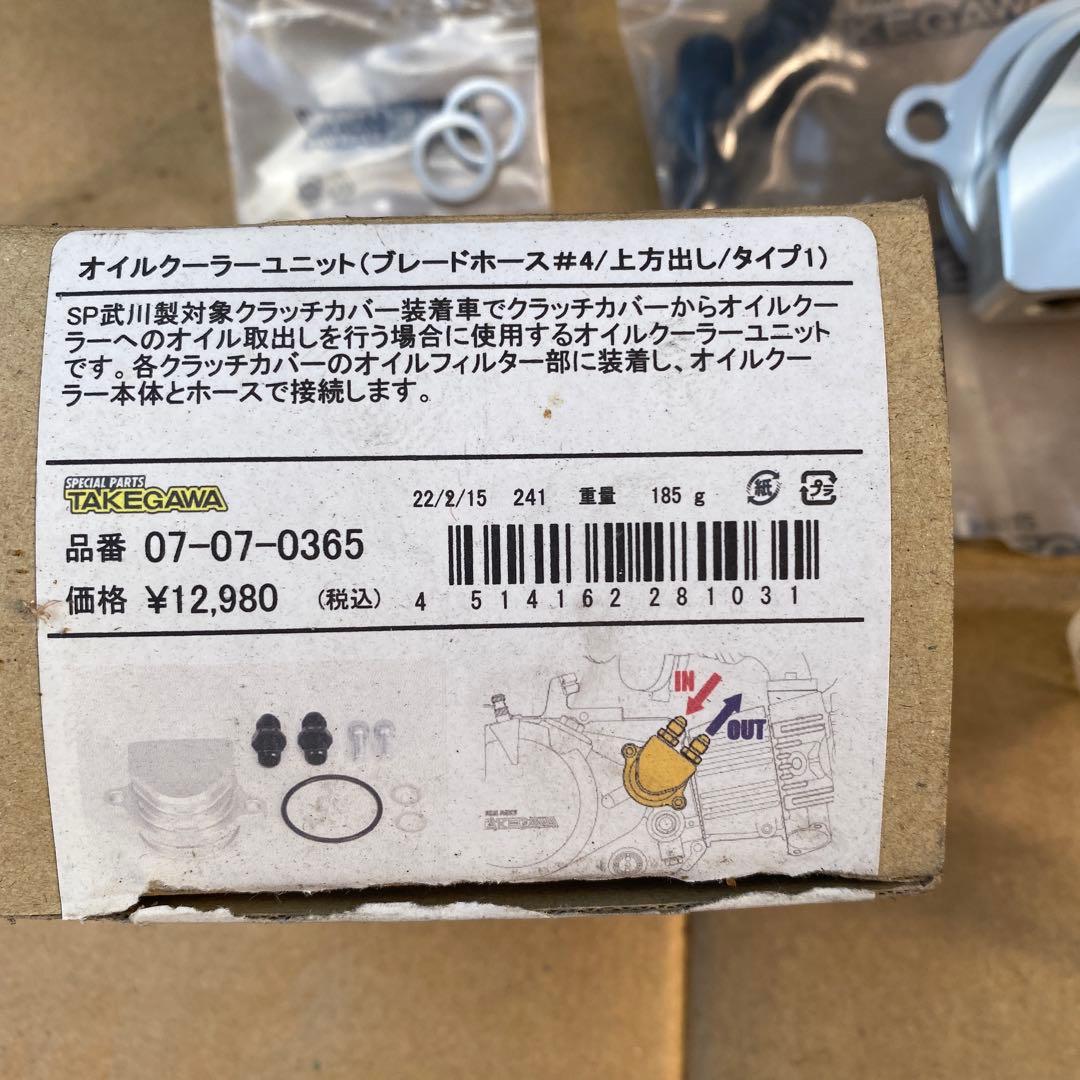 KEGAWA
オイルクーラーユニット(ブレードホース#4/上方出し/タイプ1)
SP武川製対象クラッチカバー装着車でクラッチカバーからオイルクー
ラーへのオイル取出しを行う場合に使用するオイルクーラーユニット
です。各クラッチカバーのオイルフィルター部に装着し、オイルクー
ラー本体とホースで接続します。
SPECIAL PARTS
TAKEGAWA
22/2/15 241 重量 185 g
紙 プラ
品番 07-07-0365
価格 ¥12,980 (税込)
4 514162 281031
IN
OUT
TAKEGAWA